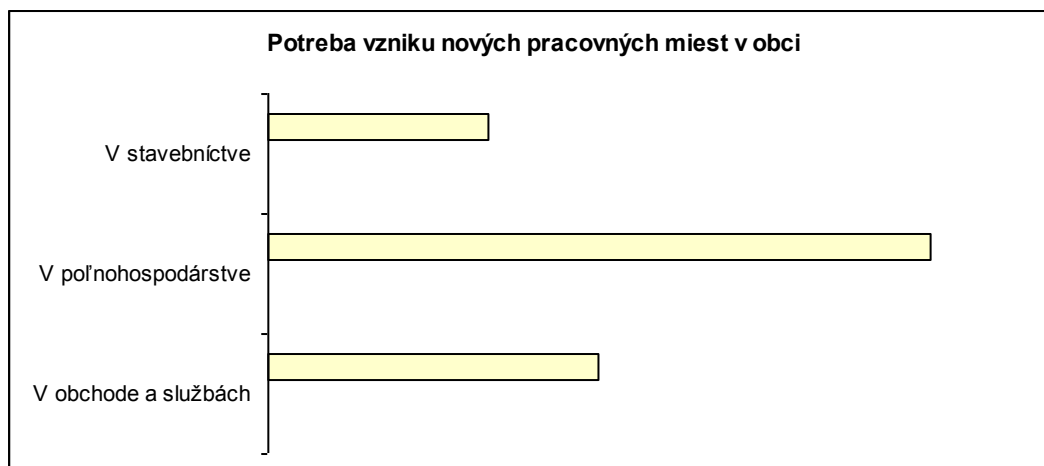 Potreba vzniku nových pracovných miest v obci
V stavebníctve
V poľnohospodárstve
V obchode a službách